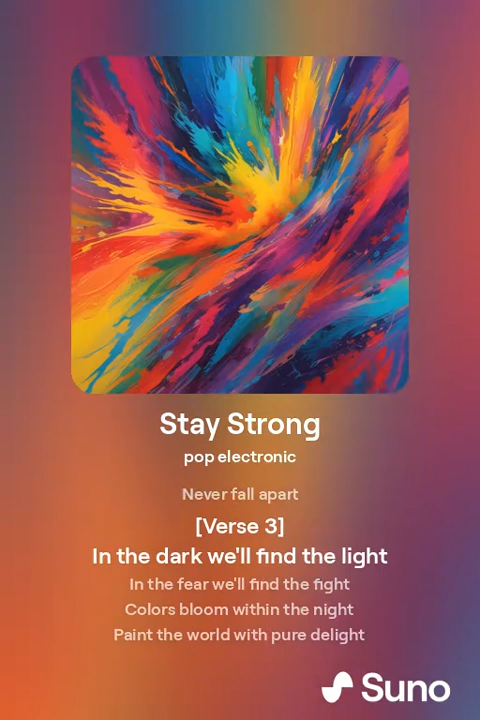 Stay Strong
pop electronic
Never fall apart
[Verse 3]
In the dark we'll find the light
In the fear we'll find the fight
Colors bloom within the night
Paint the world with pure delight
Suno